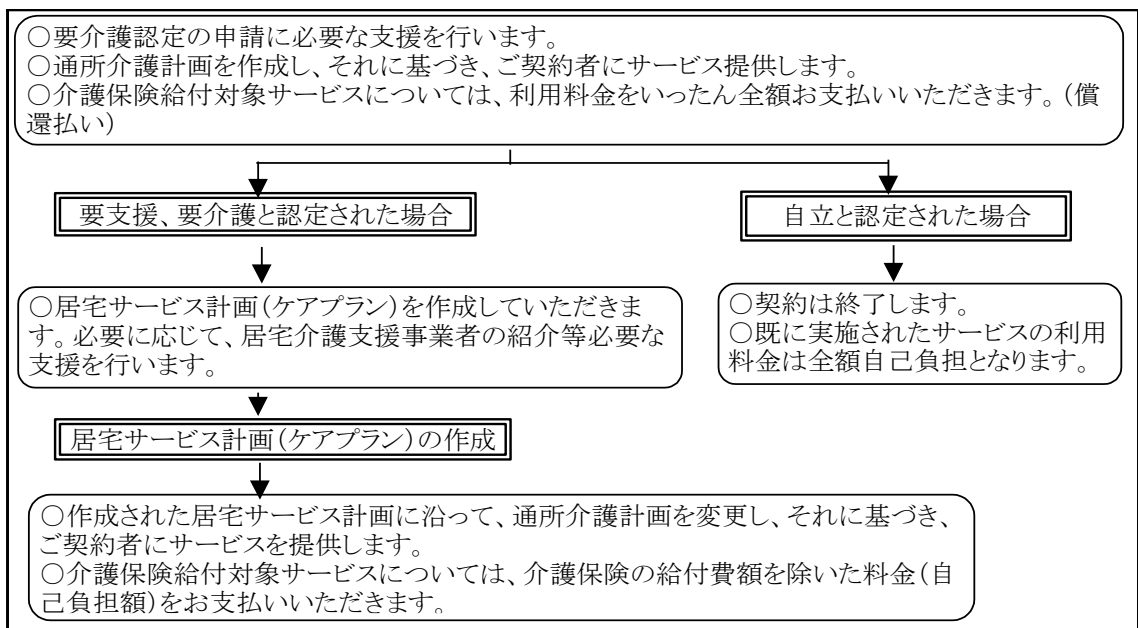 ○要介護認定の申請に必要な支援を行います。
○通所介護計画を作成し、それに基づき、ご契約者にサービス提供します。
○介護保険給付対象サービスについては、利用料金をいったん全額お支払いいただきます。（償
還払い）
要支援、要介護と認定された場合
自立と認定された場合
○居宅サービス計画（ケアプラン）を作成していただきま
す。必要に応じて、居宅介護支援事業者の紹介等必要な
支援を行います。
○契約は終了します。
○既に実施されたサービスの利用
料金は全額自己負担となります。
居宅サービス計画（ケアプラン）の作成
○作成された居宅サービス計画に沿って、通所介護計画を変更し、それに基づき、
ご契約者にサービスを提供します。
○介護保険給付対象サービスについては、介護保険の給付費額を除いた料金（自
己負担額）をお支払いいただきます。